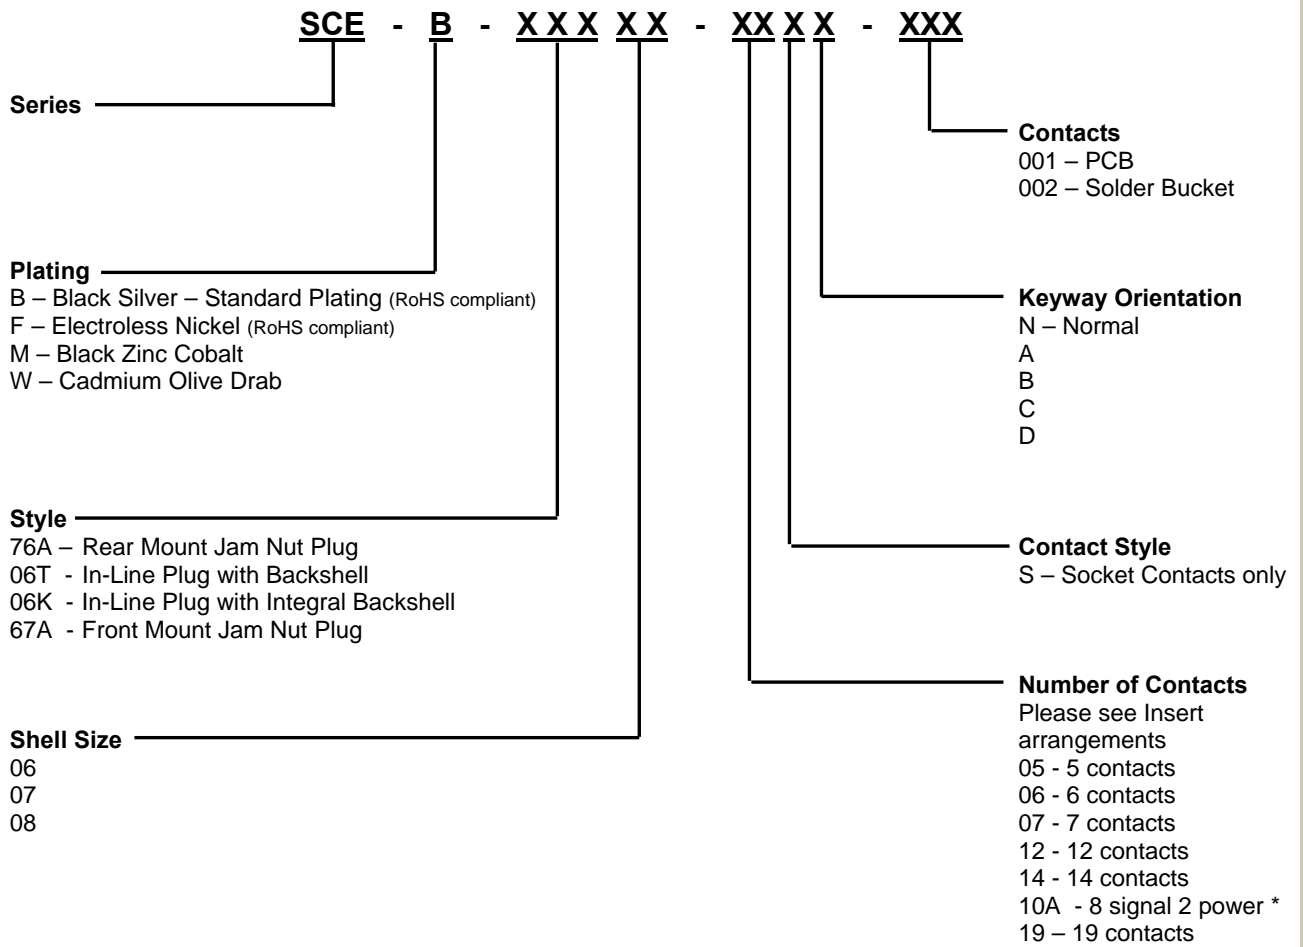 SCE - B - X X X X X - XX X X - XXX
Series
Plating
B – Black Silver – Standard Plating (RoHS compliant)
F – Electroless Nickel (RoHS compliant)
M – Black Zinc Cobalt
W – Cadmium Olive Drab
Style
76A – Rear Mount Jam Nut Plug
06T - In-Line Plug with Backshell
06K - In-Line Plug with Integral Backshell
67A - Front Mount Jam Nut Plug
Shell Size
06
07
08
Contacts
001 – PCB
002 – Solder Bucket
Keyway Orientation
N – Normal
A
B
C
D
Contact Style
S – Socket Contacts only
Number of Contacts
Please see Insert
arrangements
05 - 5 contacts
06 - 6 contacts
07 - 7 contacts
12 - 12 contacts
14 - 14 contacts
10A - 8 signal 2 power *
19 – 19 contacts